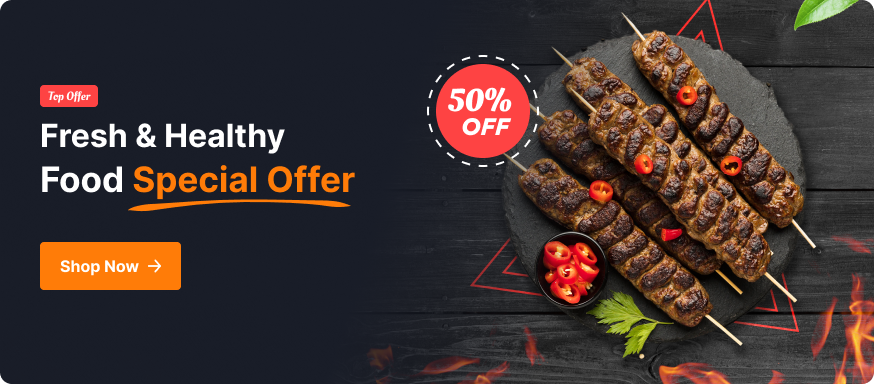 Top Offer
Fresh & Healthy
Food Special Offer
Shop Now →
50%
OFF